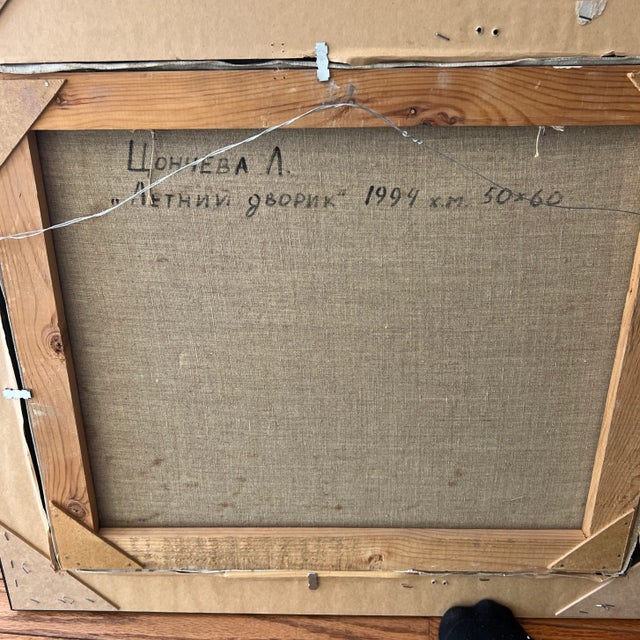 Цончева Л.
"Летний дворик" 1994 х.м. 50×60